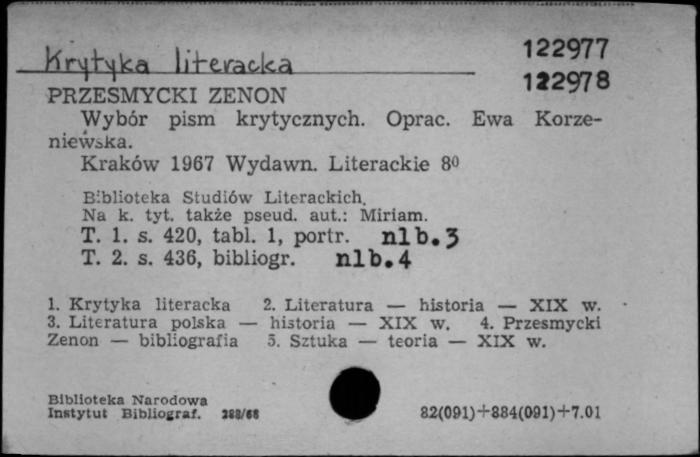 122977
Krytyka literacka
122978
PRZESMYCKI ZENON
Wybór pism krytycznych. Oprac. Ewa Korze-
niewska.
Kraków 1967 Wydawn. Literackie 8⁰
Biblioteka Studiów Literackich.
Na k. tyt. także pseud. aut.: Miriam.
T. 1. s. 420, tabl. 1, portr. nlb.3
T. 2. s. 436, bibliogr. nlb.4
1. Krytyka literacka 2. Literatura — historia — XIX w.
3. Literatura polska — historia — XIX w. 4. Przesmycki
Zenon — bibliografia 5. Sztuka — teoria — XIX w.
Biblioteka Narodowa
Instytut Bibliograf. 288/68 82(091)+884(091)+7.01